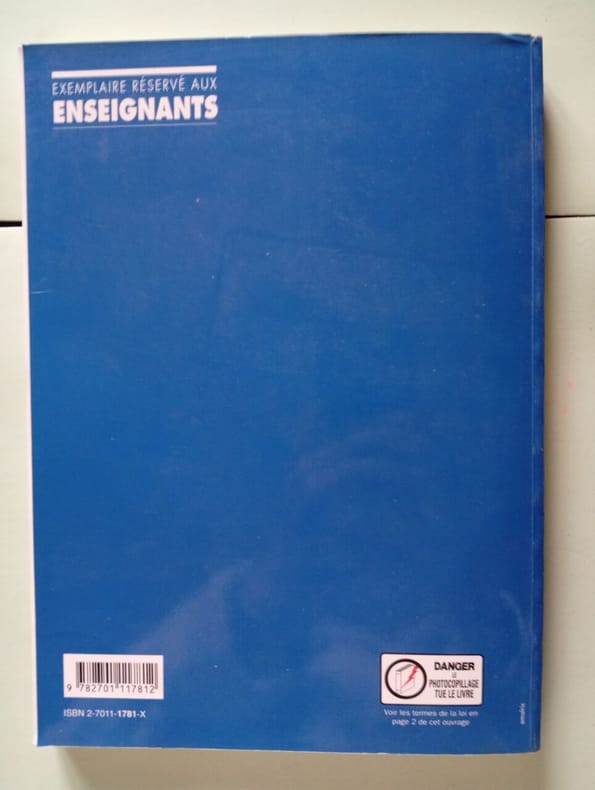 EXEMPLAIRE RÉSERVÉ AUX
ENSEIGNANTS
9 782701 117812
ISBN 2-7011-1781-X
DANGER
LE
PHOTOCOPILLAGE
TUE LE LIVRE
Voir les termes de la loi en
page 2 de cet ouvrage